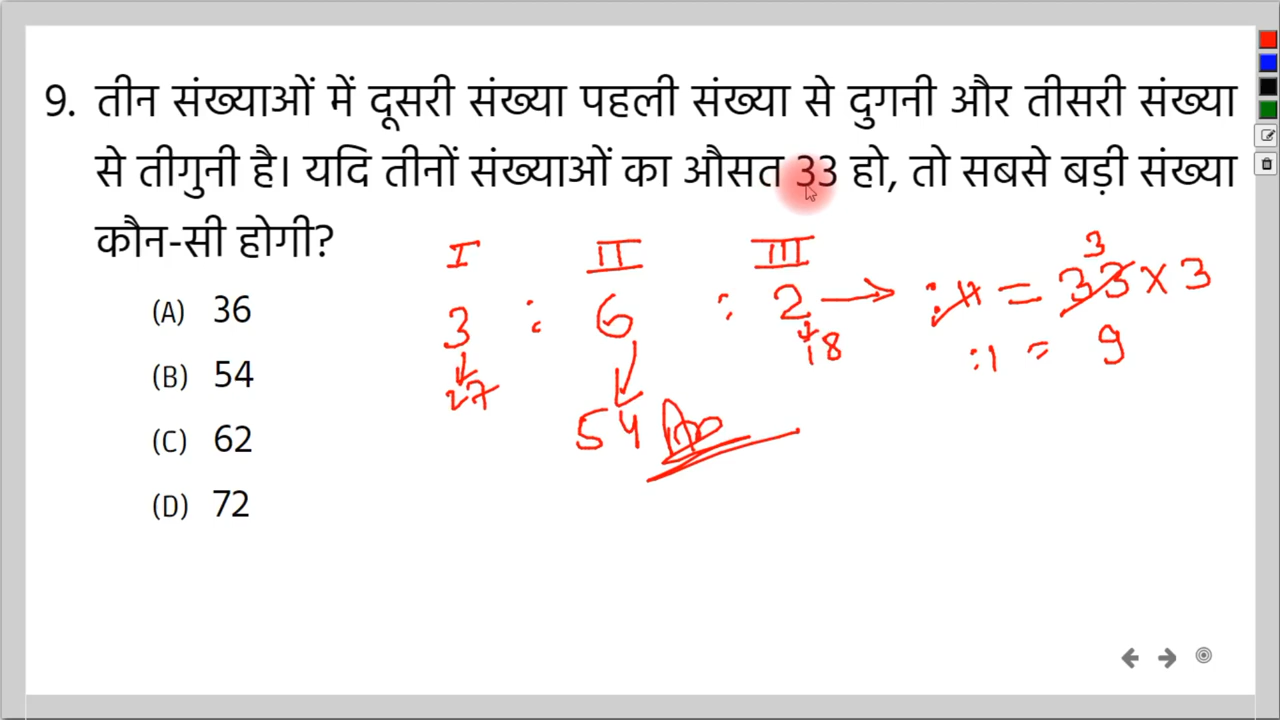 9. तीन संख्याओं में दूसरी संख्या पहली संख्या से दुगनी और तीसरी संख्या
से तीगुनी है। यदि तीनों संख्याओं का औसत 33 हो, तो सबसे बड़ी संख्या
कौन-सी होगी?
I II III
3 : 6 : 2 → :11 = 33 × 3
3
27 54 18
:1 = 9
(A) 36
(B) 54
(C) 62
(D) 72